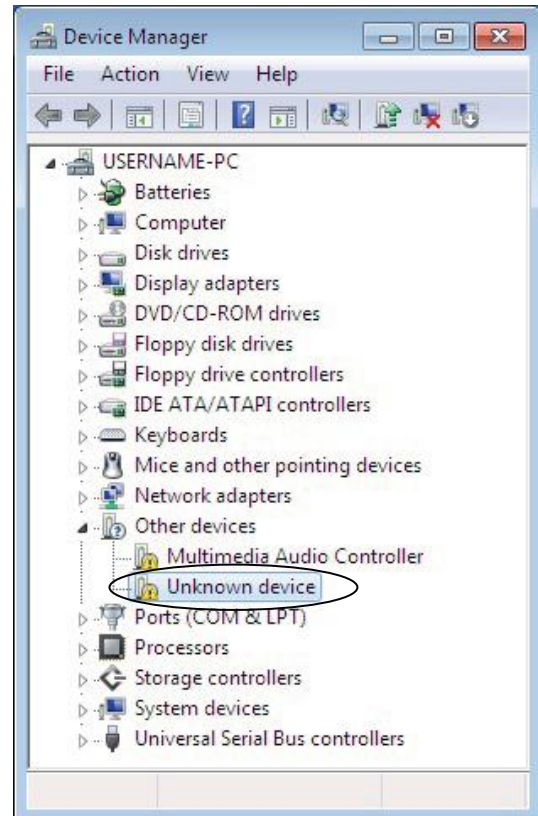 Device Manager
File Action View Help
USERNAME-PC
Batteries
Computer
Disk drives
Display adapters
DVD/CD-ROM drives
Floppy disk drives
Floppy drive controllers
IDE ATA/ATAPI controllers
Keyboards
Mice and other pointing devices
Network adapters
Other devices
Multimedia Audio Controller
Unknown device
Ports (COM & LPT)
Processors
Storage controllers
System devices
Universal Serial Bus controllers